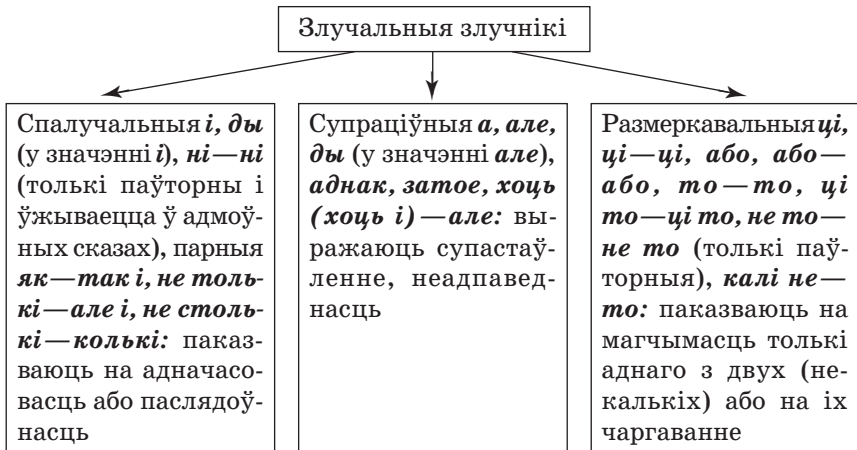 Злучальныя злучнікі
Спалучальныя і, ды
(у значэнні і), ні—ні
(толькі паўторны і
ўжываецца ў адмоў-
ных сказах), парныя
як—так і, не толь-
кі—але і, не столь-
кі—колькі: паказ-
ваюць на адначасо-
васць або паслядоў-
насць
Супраціўныя а, але,
ды (у значэнні але),
аднак, затое, хоць
(хоць і)—але: вы-
ражаюць супастаў-
ленне, неадпавед-
насць
Размеркавальныя ці,
ці—ці, або, або—
або, то—то, ці
то—ці то, не то—
не то (толькі паў-
торныя), калі не—
то: паказваюць на
магчымасць толькі
аднаго з двух (не-
калькіх) або на іх
чаргаванне